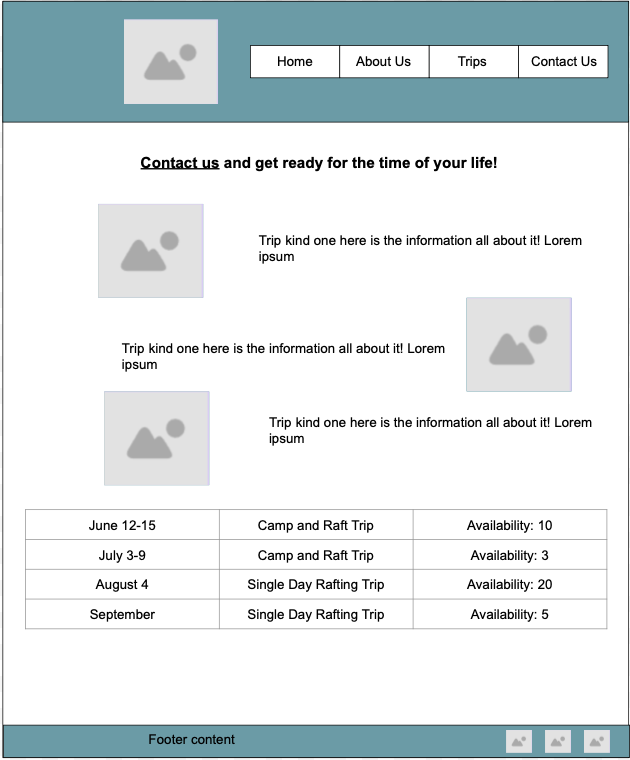 Home About Us Trips Contact Us
Contact us and get ready for the time of your life!
Trip kind one here is the information all about it! Lorem
ipsum
Trip kind one here is the information all about it! Lorem
ipsum
Trip kind one here is the information all about it! Lorem
ipsum
June 12-15 Camp and Raft Trip Availability: 10
July 3-9 Camp and Raft Trip Availability: 3
August 4 Single Day Rafting Trip Availability: 20
September Single Day Rafting Trip Availability: 5
Footer content